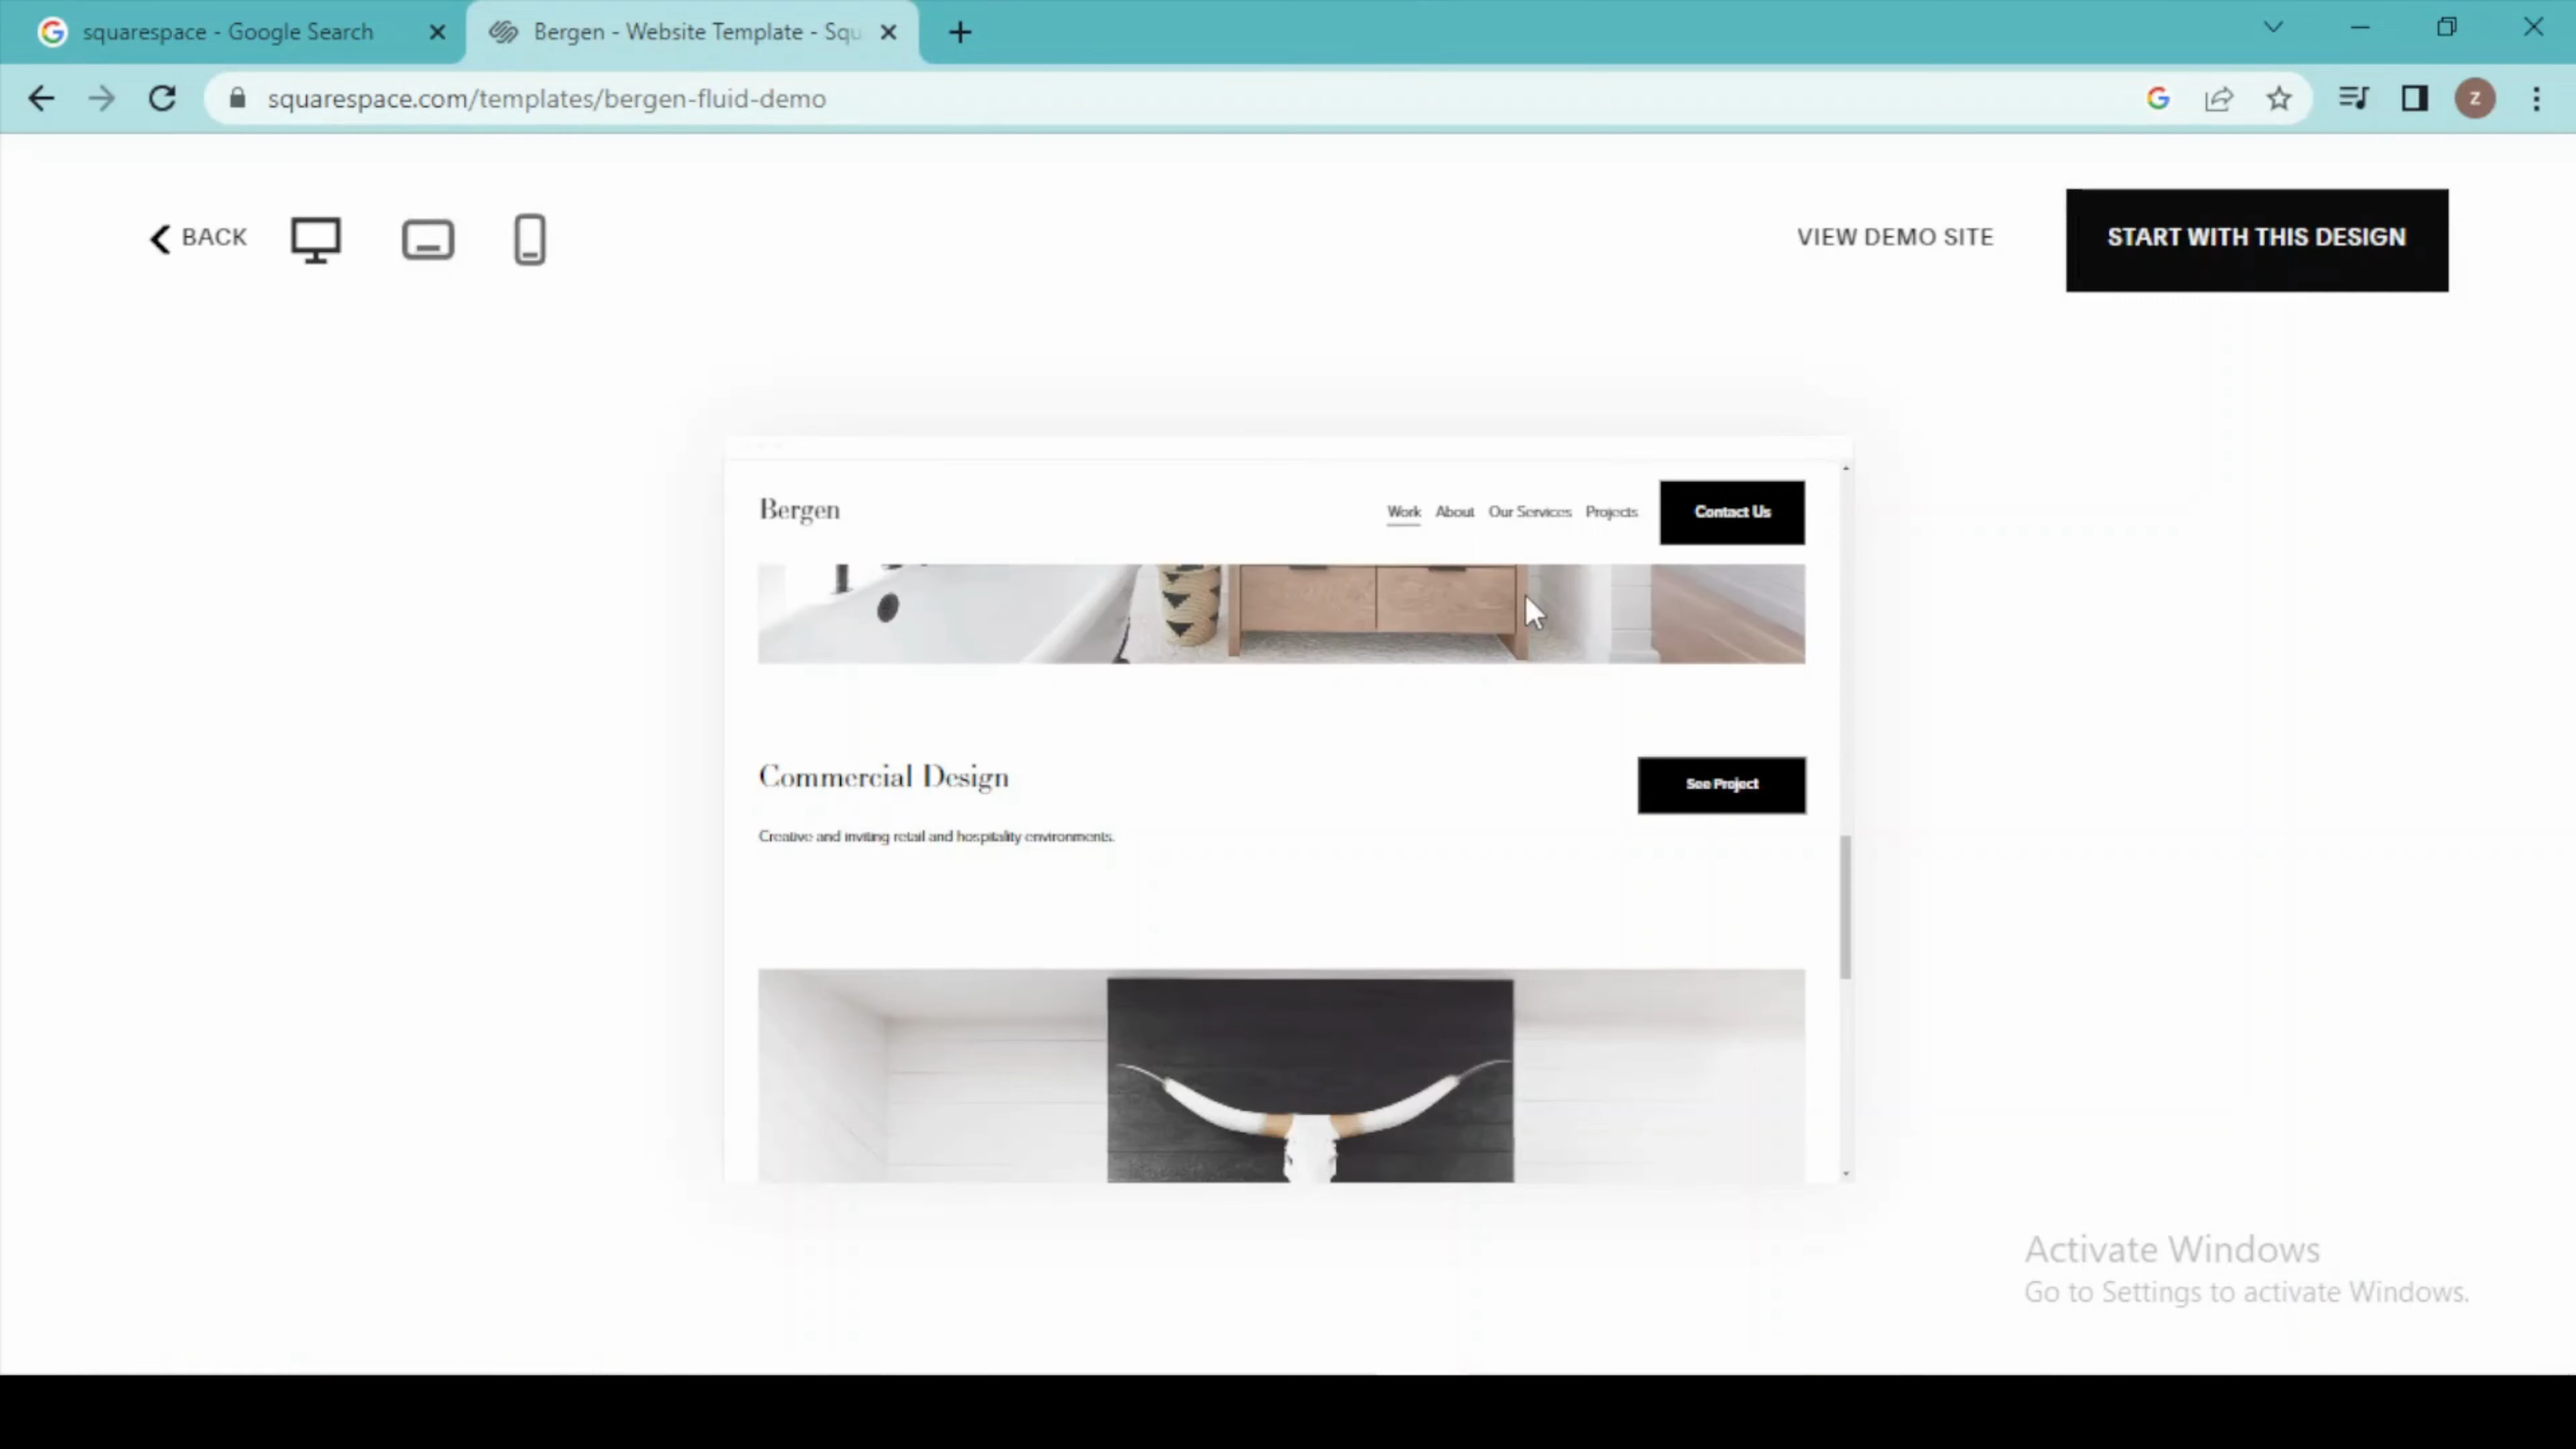 squarespace - Google Search
Bergen - Website Template - Squ
squarespace.com/templates/bergen-fluid-demo
Z
BACK
VIEW DEMO SITE
START WITH THIS DESIGN
Bergen
Work About Our Services Projects
Contact Us
Commercial Design
See Project
Creative and inviting retail and hospitality environments.
Activate Windows
Go to Settings to activate Windows.